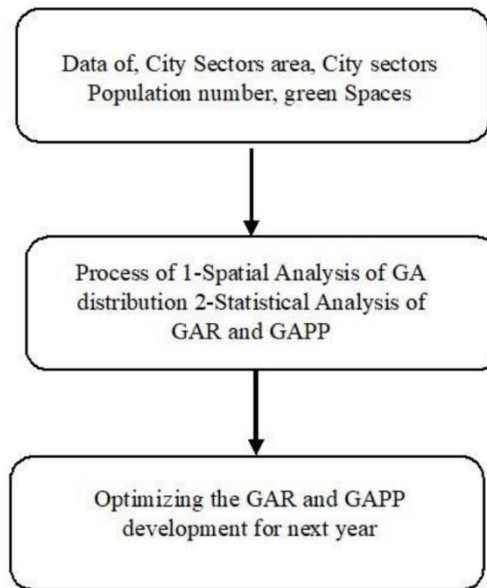 Data of, City Sectors area, City sectors
Population number, green Spaces
Process of 1-Spatial Analysis of GA
distribution 2-Statistical Analysis of
GAR and GAPP
Optimizing the GAR and GAPP
development for next year